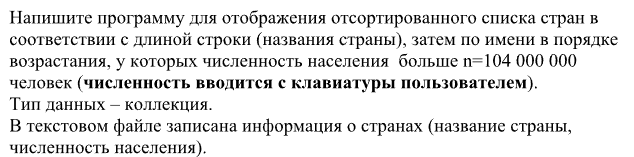 Напишите программу для отображения отсортированного списка стран в
соответствии с длиной строки (названия страны), затем по имени в порядке
возрастания, у которых численность населения  больше n=104 000 000
человек (численность вводится с клавиатуры пользователем).
Тип данных – коллекция.
В текстовом файле записана информация о странах (название страны,
численность населения).